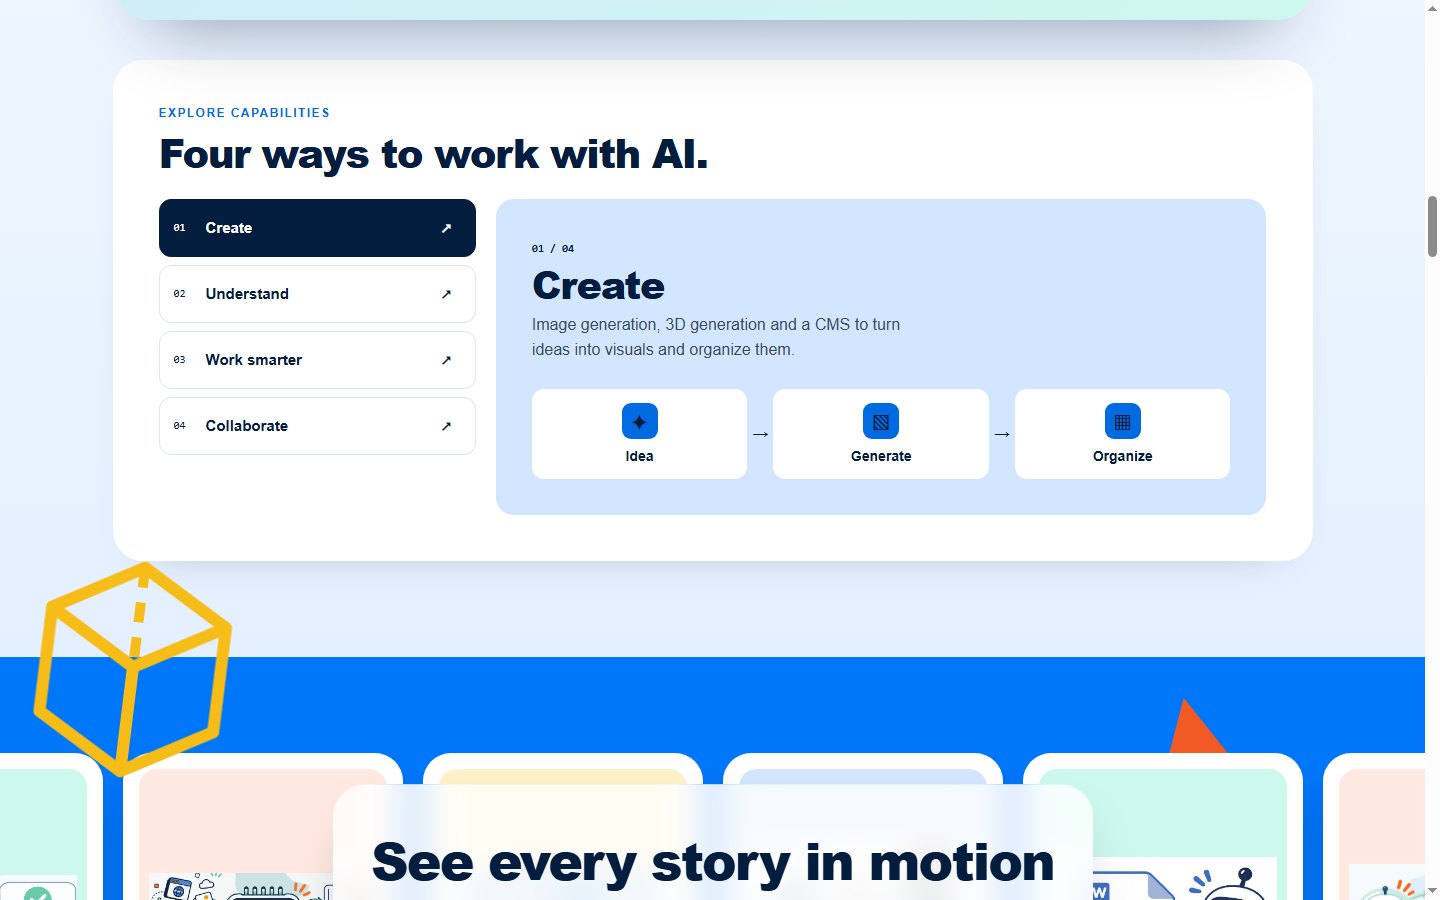 EXPLORE CAPABILITIES
Four ways to work with AI.
01 Create ↗
02 Understand ↗
03 Work smarter ↗
04 Collaborate ↗
01 / 04
Create
Image generation, 3D generation and a CMS to turn
ideas into visuals and organize them.
Idea → Generate → Organize
See every story in motion
W